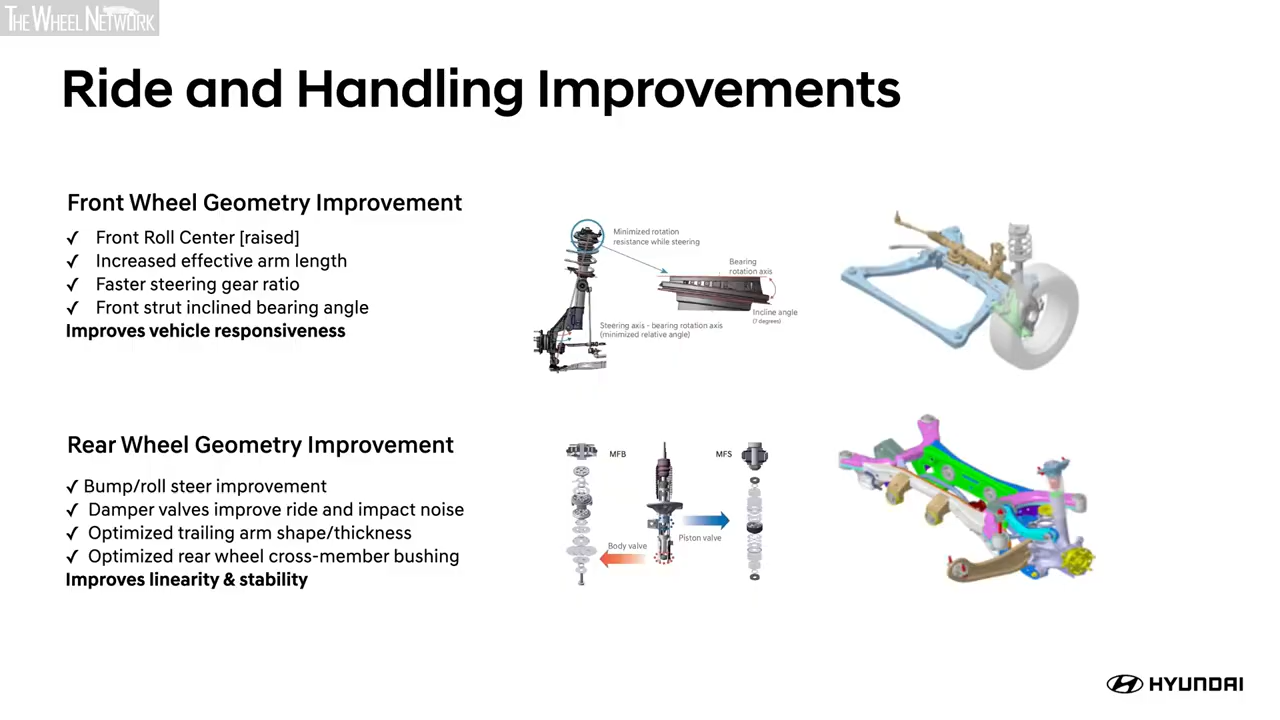 THE WHEEL NETWORK
Ride and Handling Improvements
Front Wheel Geometry Improvement
✓ Front Roll Center [raised]
✓ Increased effective arm length
✓ Faster steering gear ratio
✓ Front strut inclined bearing angle
Improves vehicle responsiveness
Minimized rotation
resistance while steering
Bearing
rotation axis
Incline angle
(7 degrees)
Steering axis - bearing rotation axis
(minimized relative angle)
Rear Wheel Geometry Improvement
✓ Bump/roll steer improvement
✓ Damper valves improve ride and impact noise
✓ Optimized trailing arm shape/thickness
✓ Optimized rear wheel cross-member bushing
Improves linearity & stability
MFB
MFS
Body valve
Piston valve
HYUNDAI